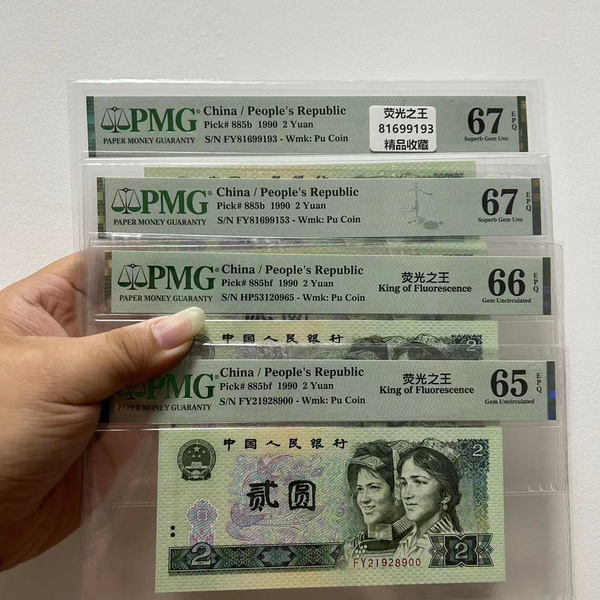 PMG
PAPER MONEY GUARANTY
China / People's Republic
Pick# 885b 1990 2 Yuan
S/N FY81699193 - Wmk: Pu Coin
荧光之王
81699193
精品收藏
67 EPQ
Superb Gem Unc
PMG
PAPER MONEY GUARANTY
China / People's Republic
Pick# 885b 1990 2 Yuan
S/N FY81699153 - Wmk: Pu Coin
67 EPQ
Superb Gem Unc
PMG
PAPER MONEY GUARANTY
China / People's Republic
Pick# 885bf 1990 2 Yuan
S/N HP53120965 - Wmk: Pu Coin
荧光之王
King of Fluorescence
66 EPQ
Gem Uncirculated
中国人民银行
PMG
PAPER MONEY GUARANTY
China / People's Republic
Pick# 885bf 1990 2 Yuan
S/N FY21928900 - Wmk: Pu Coin
荧光之王
King of Fluorescence
65 EPQ
Gem Uncirculated
中国人民银行
2
贰圆
2
2
FY21928900